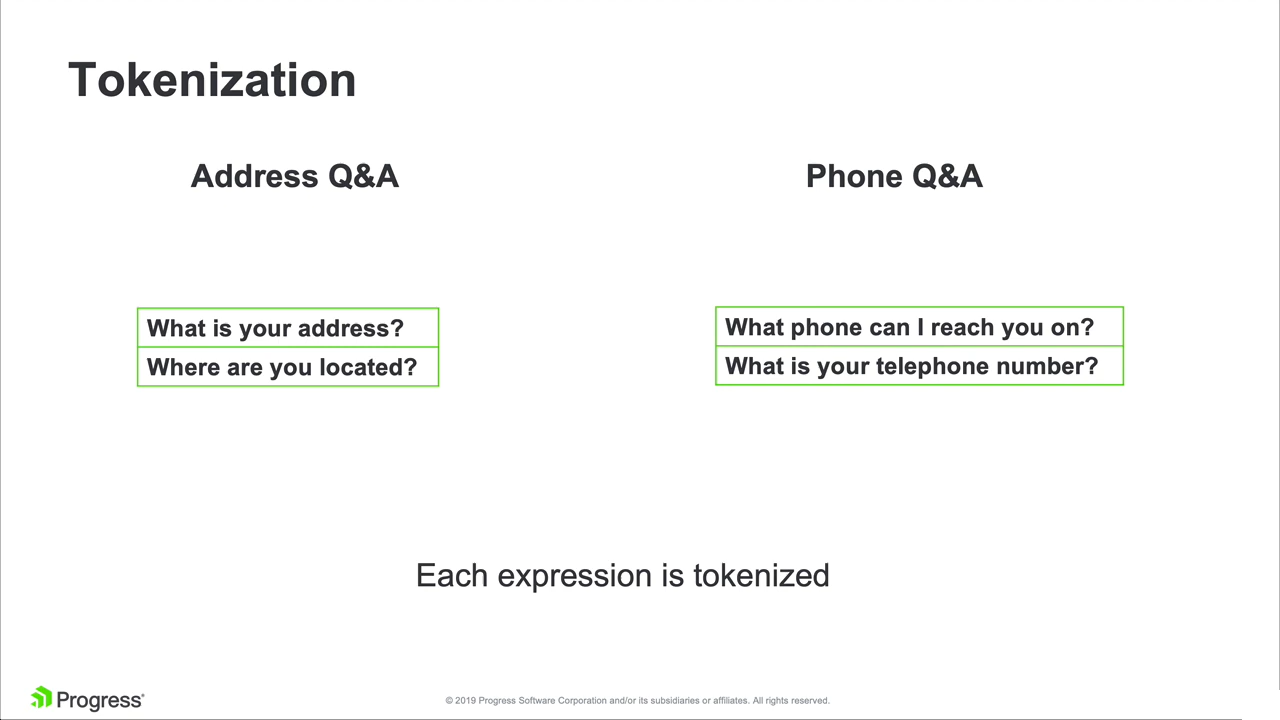 Tokenization
Address Q&A
Phone Q&A
What is your address?
Where are you located?
What phone can I reach you on?
What is your telephone number?
Each expression is tokenized
Progress®
© 2019 Progress Software Corporation and/or its subsidiaries or affiliates. All rights reserved.